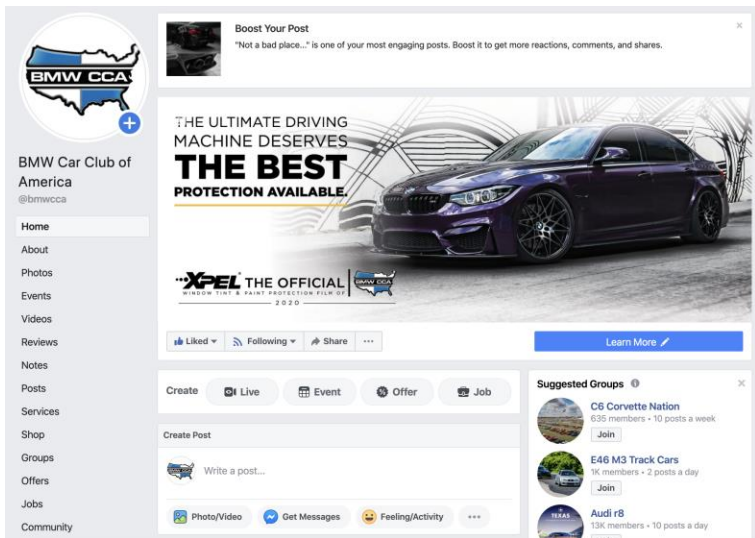 BMW CCA
BMW Car Club of
America
@bmwcca
Home
About
Photos
Events
Videos
Reviews
Notes
Posts
Services
Shop
Groups
Offers
Jobs
Community
Boost Your Post
"Not a bad place..." is one of your most engaging posts. Boost it to get more reactions, comments, and shares.
THE ULTIMATE DRIVING
MACHINE DESERVES
THE BEST
PROTECTION AVAILABLE.
XPEL THE OFFICIAL BMW CCA
WINDOW TINT & PAINT PROTECTION FILM OF
2020
Liked
Following
Share
Learn More
Create
Live
Event
Offer
Job
Create Post
Write a post...
Photo/Video
Get Messages
Feeling/Activity
Suggested Groups
C6 Corvette Nation
635 members • 10 posts a week
Join
E46 M3 Track Cars
1K members • 2 posts a day
Join
TEXAS
Audi r8
13K members • 10 posts a day